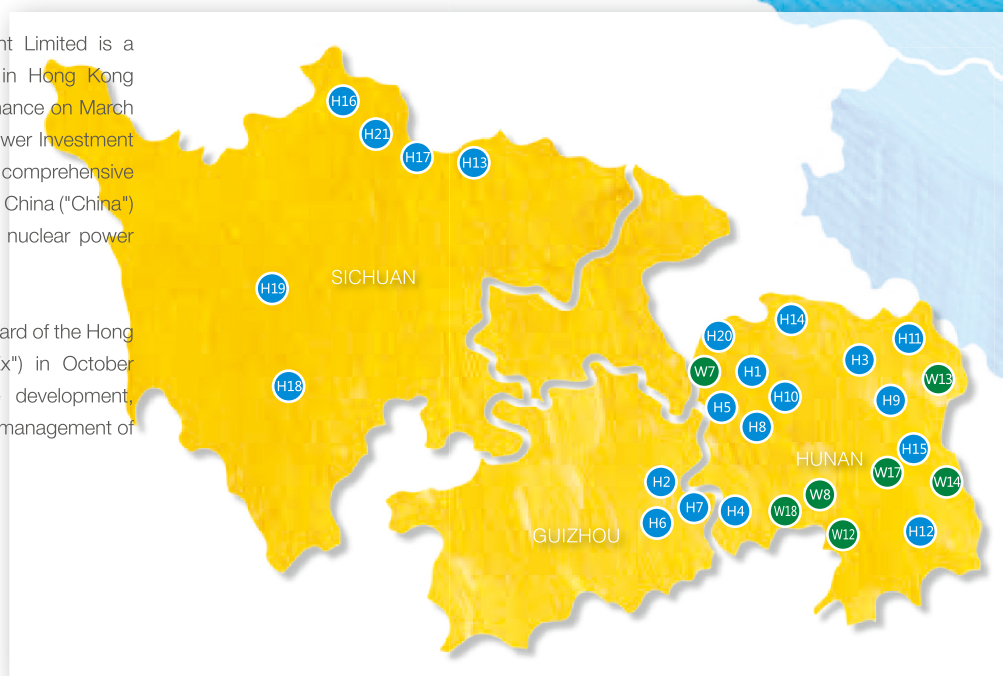 nt Limited is a
in Hong Kong
nance on March
wer Investment
comprehensive
China ("China")
nuclear power
ard of the Hong
x") in October
development,
management of
H16
H21
H17
H13
SICHUAN
H19
H18
H14
H20
H11
H3
W7
H1
W13
H10
H9
H5
H8
H15
HUNAN
W17
H2
W14
W8
H7
H4
W18
H6
H12
GUIZHOU
W12